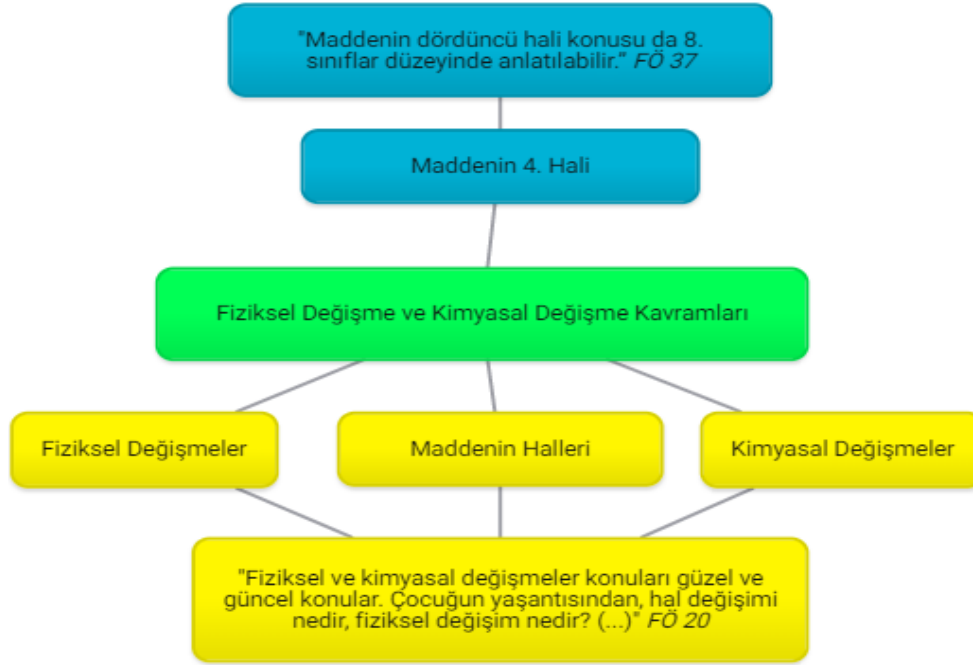 "Maddenin dördüncü hali konusu da 8.
sınıflar düzeyinde anlatılabilir.” FÖ 37
Maddenin 4. Hali
Fiziksel Değişme ve Kimyasal Değişme Kavramları
Fiziksel Değişmeler
Maddenin Halleri
Kimyasal Değişmeler
"Fiziksel ve kimyasal değişmeler konuları güzel ve
güncel konular. Çocuğun yaşantısından, hal değişimi
nedir, fiziksel değişim nedir? (...)" FÖ 20